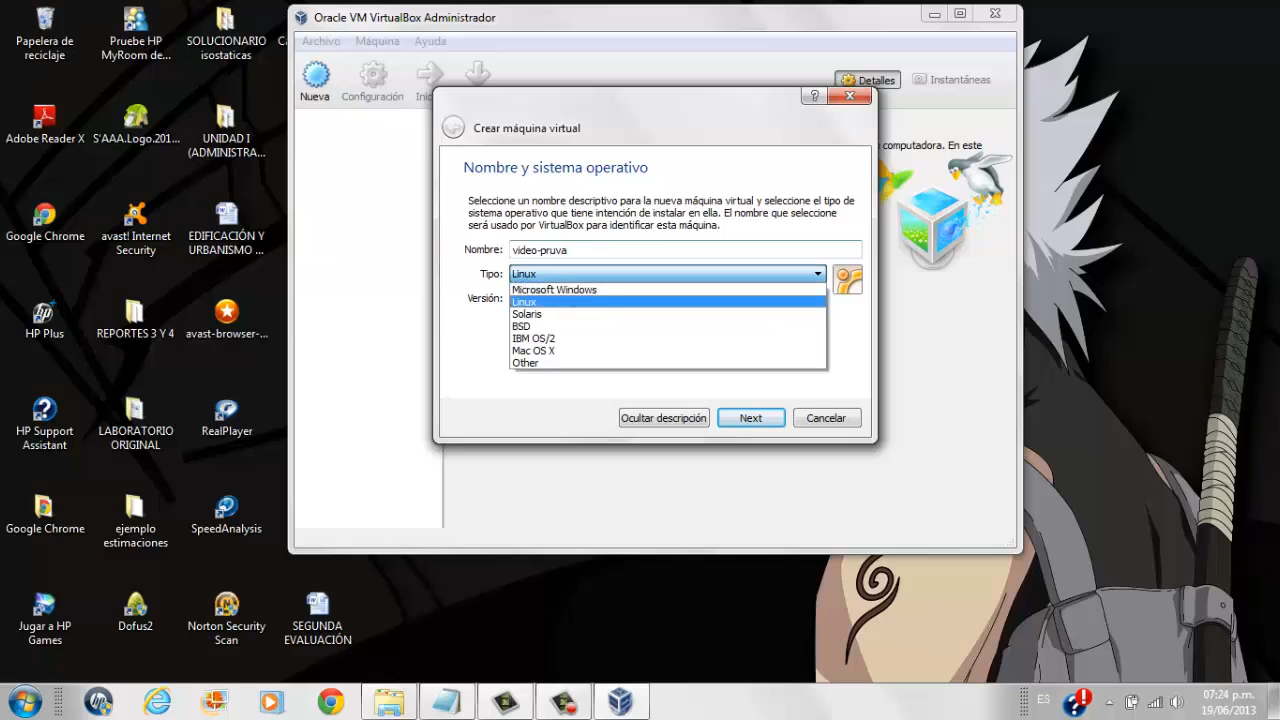 Papelera de
reciclaje
Pruebe HP
MyRoom de...
SOLUCIONARIO
isostaticas
Adobe Reader X
S'AAA.Logo.201...
UNIDAD I
(ADMINISTRA...
Google Chrome
avast! Internet
Security
EDIFICACIÓN Y
URBANISMO ...
HP Plus
REPORTES 3 Y 4
avast-browser-...
HP Support
Assistant
LABORATORIO
ORIGINAL
RealPlayer
Google Chrome
ejemplo
estimaciones
SpeedAnalysis
Jugar a HP
Games
Dofus2
Norton Security
Scan
SEGUNDA
EVALUACIÓN
Oracle VM VirtualBox Administrador
Archivo Máquina Ayuda
Nueva Configuración Inic
Detalles Instantáneas
computadora. En este
Crear máquina virtual
Nombre y sistema operativo
Seleccione un nombre descriptivo para la nueva máquina virtual y seleccione el tipo de
sistema operativo que tiene intención de instalar en ella. El nombre que seleccione
será usado por VirtualBox para identificar esta máquina.
Nombre: video-pruva
Tipo: Linux
Versión:
Microsoft Windows
Linux
Solaris
BSD
IBM OS/2
Mac OS X
Other
Ocultar descripción Next Cancelar
ES
07:24 p.m.
19/06/2013